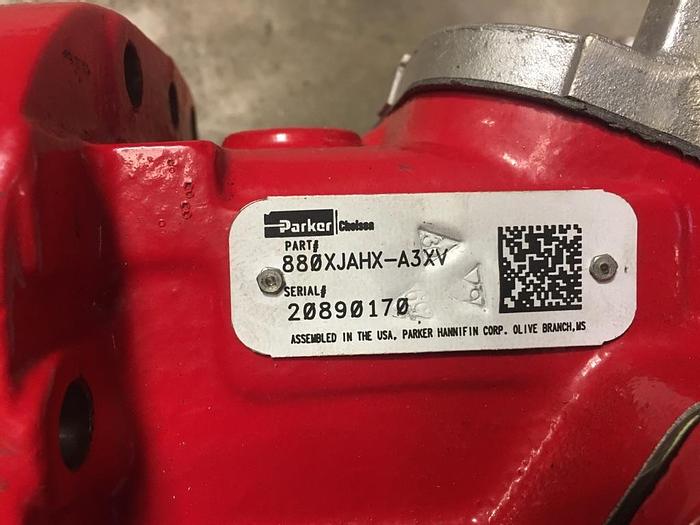 Parker Chelsea
PART#
880XJAHX-A3XV
SERIAL#
20890170
ASSEMBLED IN THE USA, PARKER HANNIFIN CORP. OLIVE BRANCH,MS